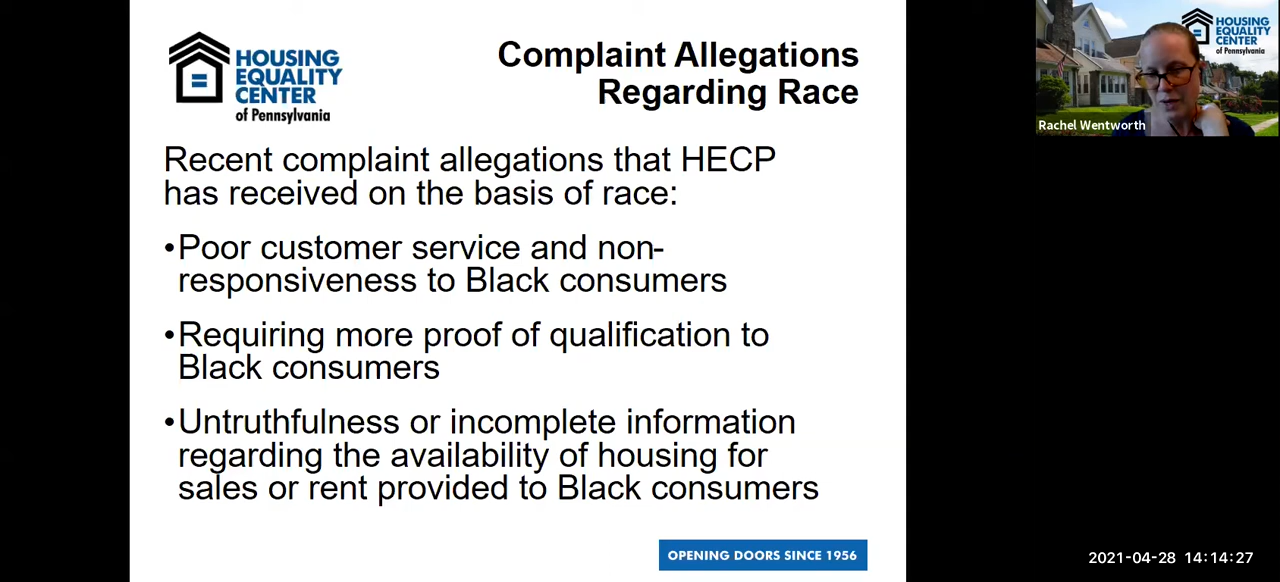 HOUSING
EQUALITY
CENTER
of Pennsylvania
Complaint Allegations
Regarding Race
Recent complaint allegations that HECP
has received on the basis of race:
•Poor customer service and non-
responsiveness to Black consumers
•Requiring more proof of qualification to
Black consumers
•Untruthfulness or incomplete information
regarding the availability of housing for
sales or rent provided to Black consumers
OPENING DOORS SINCE 1956
HOUSING
EQUALITY
CENTER
of Pennsylvania
Rachel Wentworth
2021-04-28 14:14:27